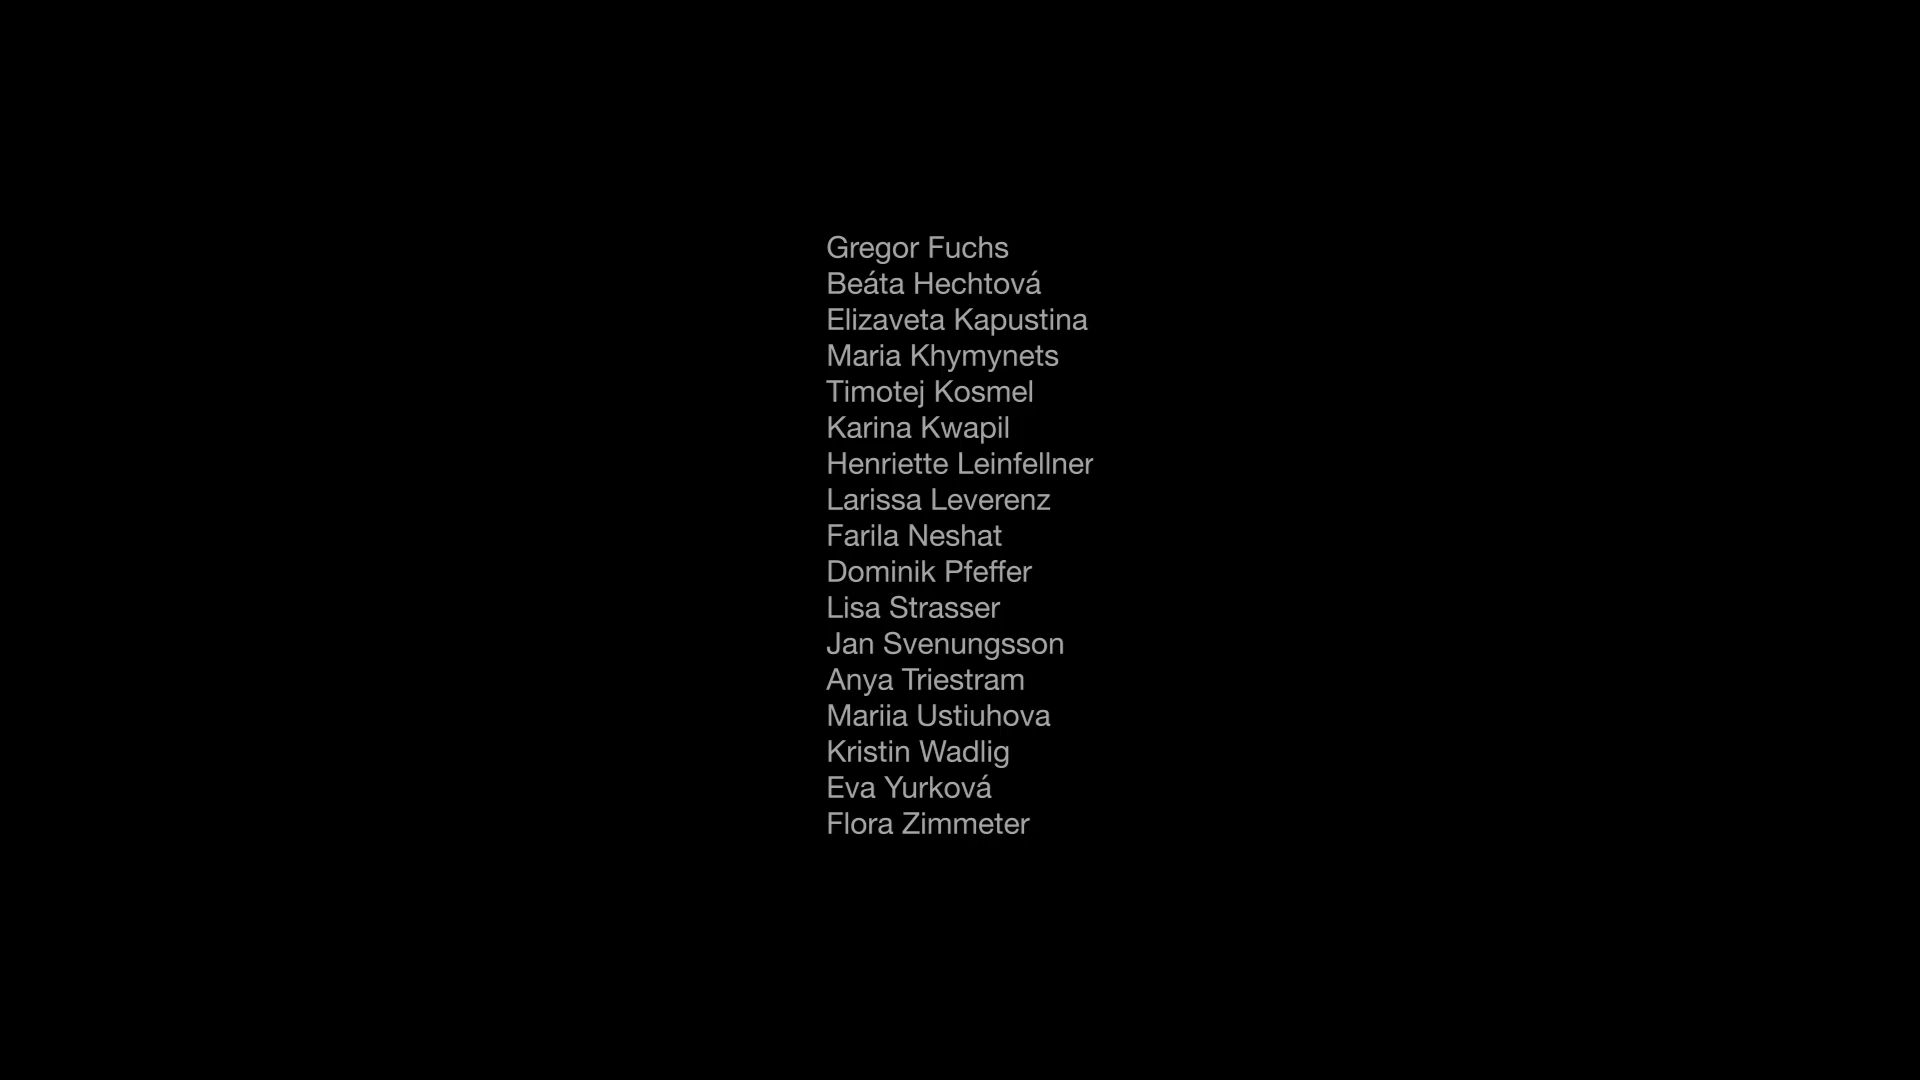 Gregor Fuchs
Beáta Hechtová
Elizaveta Kapustina
Maria Khymynets
Timotej Kosmel
Karina Kwapil
Henriette Leinfellner
Larissa Leverenz
Farila Neshat
Dominik Pfeffer
Lisa Strasser
Jan Svenungsson
Anya Triestram
Mariia Ustiuhova
Kristin Wadlig
Eva Yurková
Flora Zimmeter